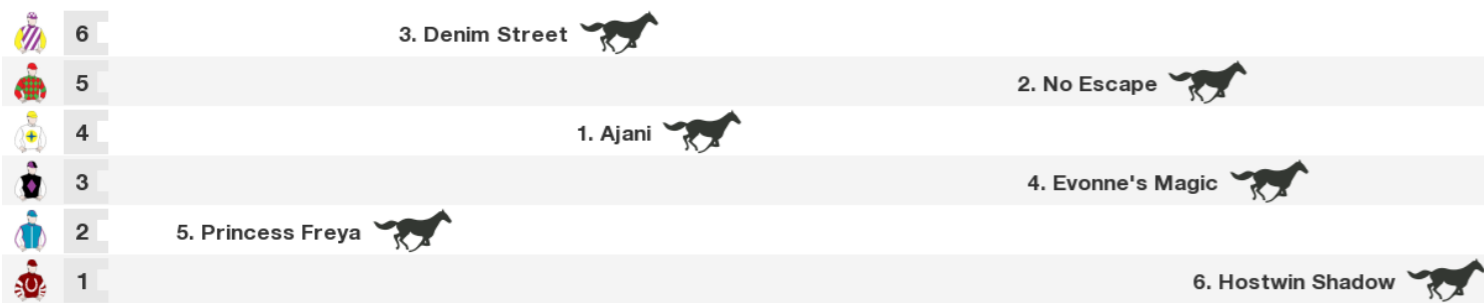 6 3. Denim Street
5 2. No Escape
4 1. Ajani
3 4. Evonne's Magic
2 5. Princess Freya
1 6. Hostwin Shadow